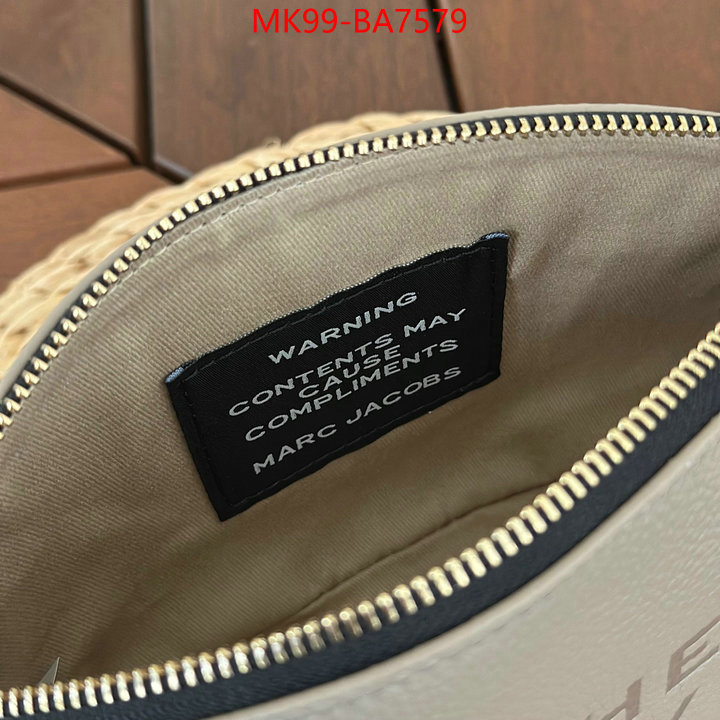 MK99-BA7579
WARNING
CONTENTS MAY
CAUSE
COMPLIMENTS
MARC JACOBS